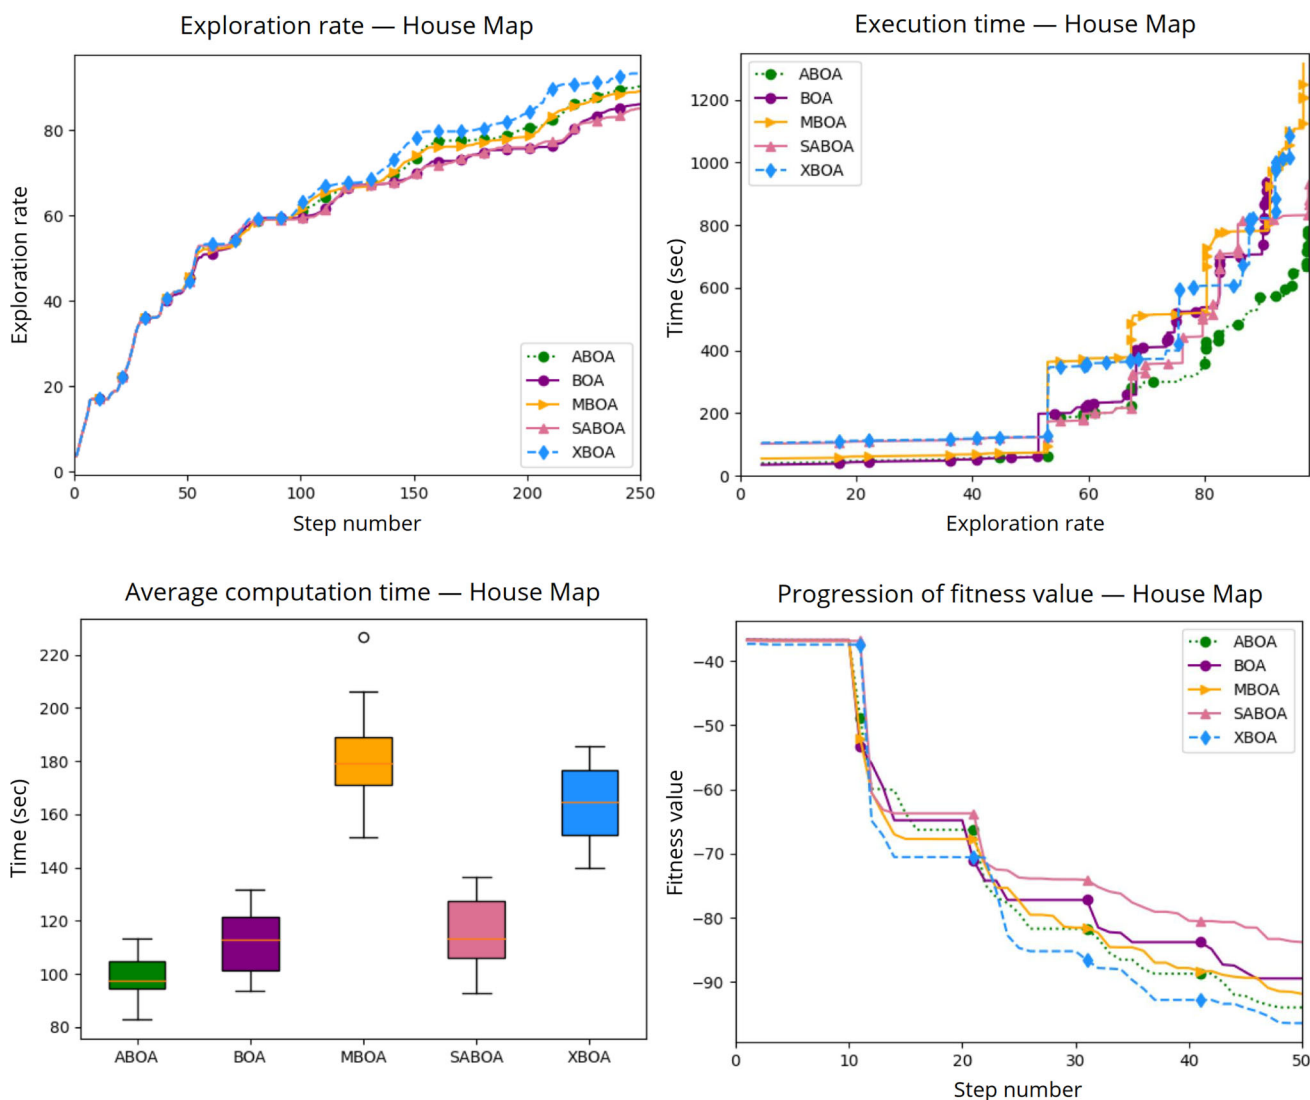 Exploration rate — House Map
Exploration rate
80
60
40
20
0
0 50 100 150 200 250
Step number
ABOA
BOA
MBOA
SABOA
XBOA
Execution time — House Map
Time (sec)
1200
1000
800
600
400
200
0
0 20 40 60 80
Exploration rate
ABOA
BOA
MBOA
SABOA
XBOA
Average computation time — House Map
Time (sec)
220
200
180
160
140
120
100
80
ABOA BOA MBOA SABOA XBOA
Progression of fitness value — House Map
Fitness value
−40
−50
−60
−70
−80
−90
0 10 20 30 40 50
Step number
ABOA
BOA
MBOA
SABOA
XBOA